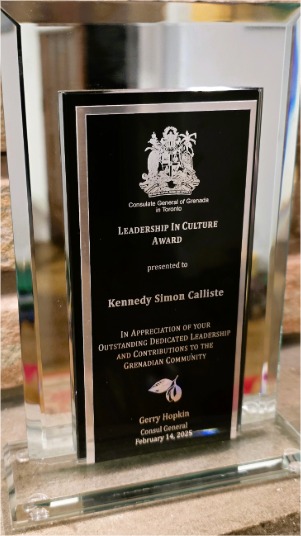 Consulate General of Grenada
in Toronto
LEADERSHIP IN CULTURE
AWARD
presented to
Kennedy Simon Calliste
IN APPRECIATION OF YOUR
OUTSTANDING DEDICATED LEADERSHIP
AND CONTRIBUTIONS TO THE
GRENADIAN COMMUNITY
Gerry Hopkin
Consul General
February 14, 2025